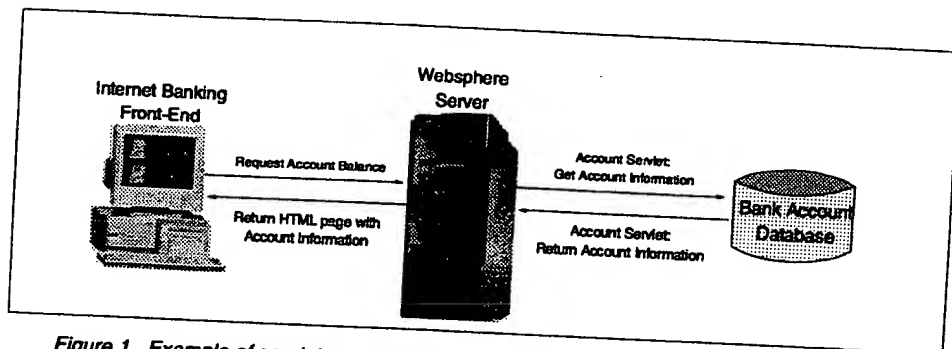 Internet Banking
Front-End
Websphere
Server
Request Account Balance
Return HTML page with
Account Information
Account Servlet:
Get Account Information
Account Servlet:
Return Account Information
Bank Account
Database
Figure 1. Example of